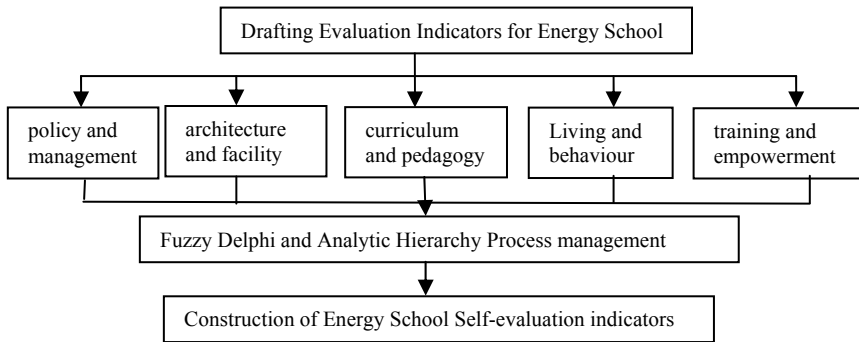 Drafting Evaluation Indicators for Energy School
policy and
management
architecture
and facility
curriculum
and pedagogy
Living and
behaviour
training and
empowerment
Fuzzy Delphi and Analytic Hierarchy Process management
Construction of Energy School Self-evaluation indicators